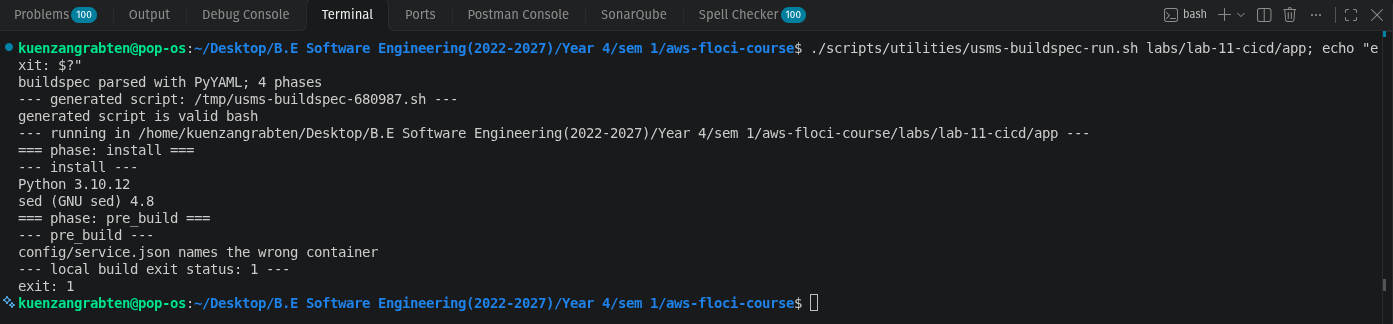 Problems 100 Output Debug Console Terminal Ports Postman Console SonarQube Spell Checker 100 bash
kuenzangrabten@pop-os:~/Desktop/B.E Software Engineering(2022-2027)/Year 4/sem 1/aws-floci-course$ ./scripts/utilities/usms-buildspec-run.sh labs/lab-11-cicd/app; echo "e
xit: $?"
buildspec parsed with PyYAML; 4 phases
--- generated script: /tmp/usms-buildspec-680987.sh ---
generated script is valid bash
--- running in /home/kuenzangrabten/Desktop/B.E Software Engineering(2022-2027)/Year 4/sem 1/aws-floci-course/labs/lab-11-cicd/app ---
=== phase: install ===
--- install ---
Python 3.10.12
sed (GNU sed) 4.8
=== phase: pre_build ===
--- pre_build ---
config/service.json names the wrong container
--- local build exit status: 1 ---
exit: 1
kuenzangrabten@pop-os:~/Desktop/B.E Software Engineering(2022-2027)/Year 4/sem 1/aws-floci-course$